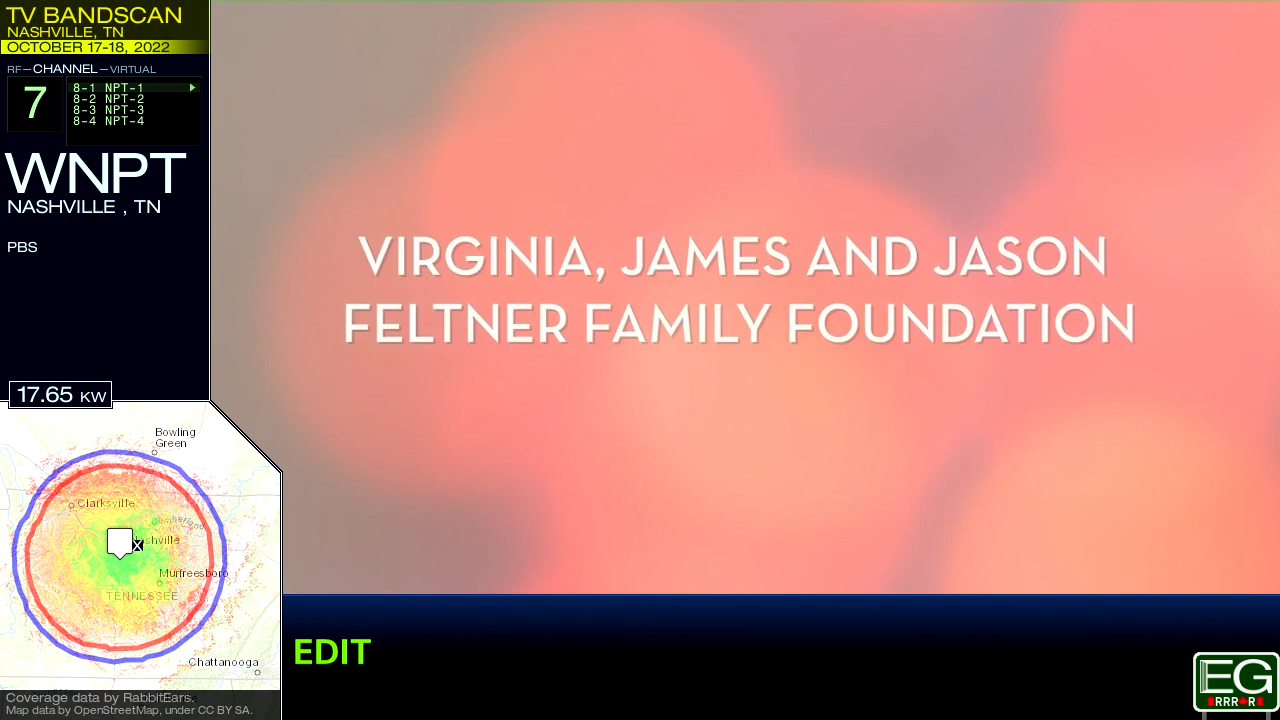 TV BANDSCAN
NASHVILLE, TN
OCTOBER 17-18, 2022
RF—CHANNEL—VIRTUAL
7
8-1 NPT-1
8-2 NPT-2
8-3 NPT-3
8-4 NPT-4
WNPT
NASHVILLE , TN
PBS
VIRGINIA, JAMES AND JASON
FELTNER FAMILY FOUNDATION
17.65 KW
Bowling
Green
Clarksville
Murfreesboro
TENNESSEE
Chattanooga
Coverage data by RabbitEars.
Map data by OpenStreetMap, under CC BY SA.
EDIT
EG